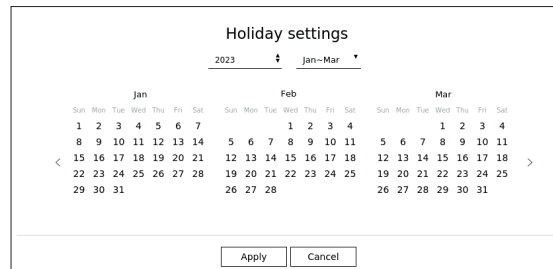 Holiday settings
2023 Jan~Mar
Jan Feb Mar
Sun Mon Tue Wed Thu Fri Sat Sun Mon Tue Wed Thu Fri Sat Sun Mon Tue Wed Thu Fri Sat
1 2 3 4 5 6 7 1 2 3 4 1 2 3 4
8 9 10 11 12 13 14 5 6 7 8 9 10 11 5 6 7 8 9 10 11
15 16 17 18 19 20 21 12 13 14 15 16 17 18 12 13 14 15 16 17 18
22 23 24 25 26 27 28 19 20 21 22 23 24 25 19 20 21 22 23 24 25
29 30 31 26 27 28 26 27 28 29 30 31
Apply Cancel